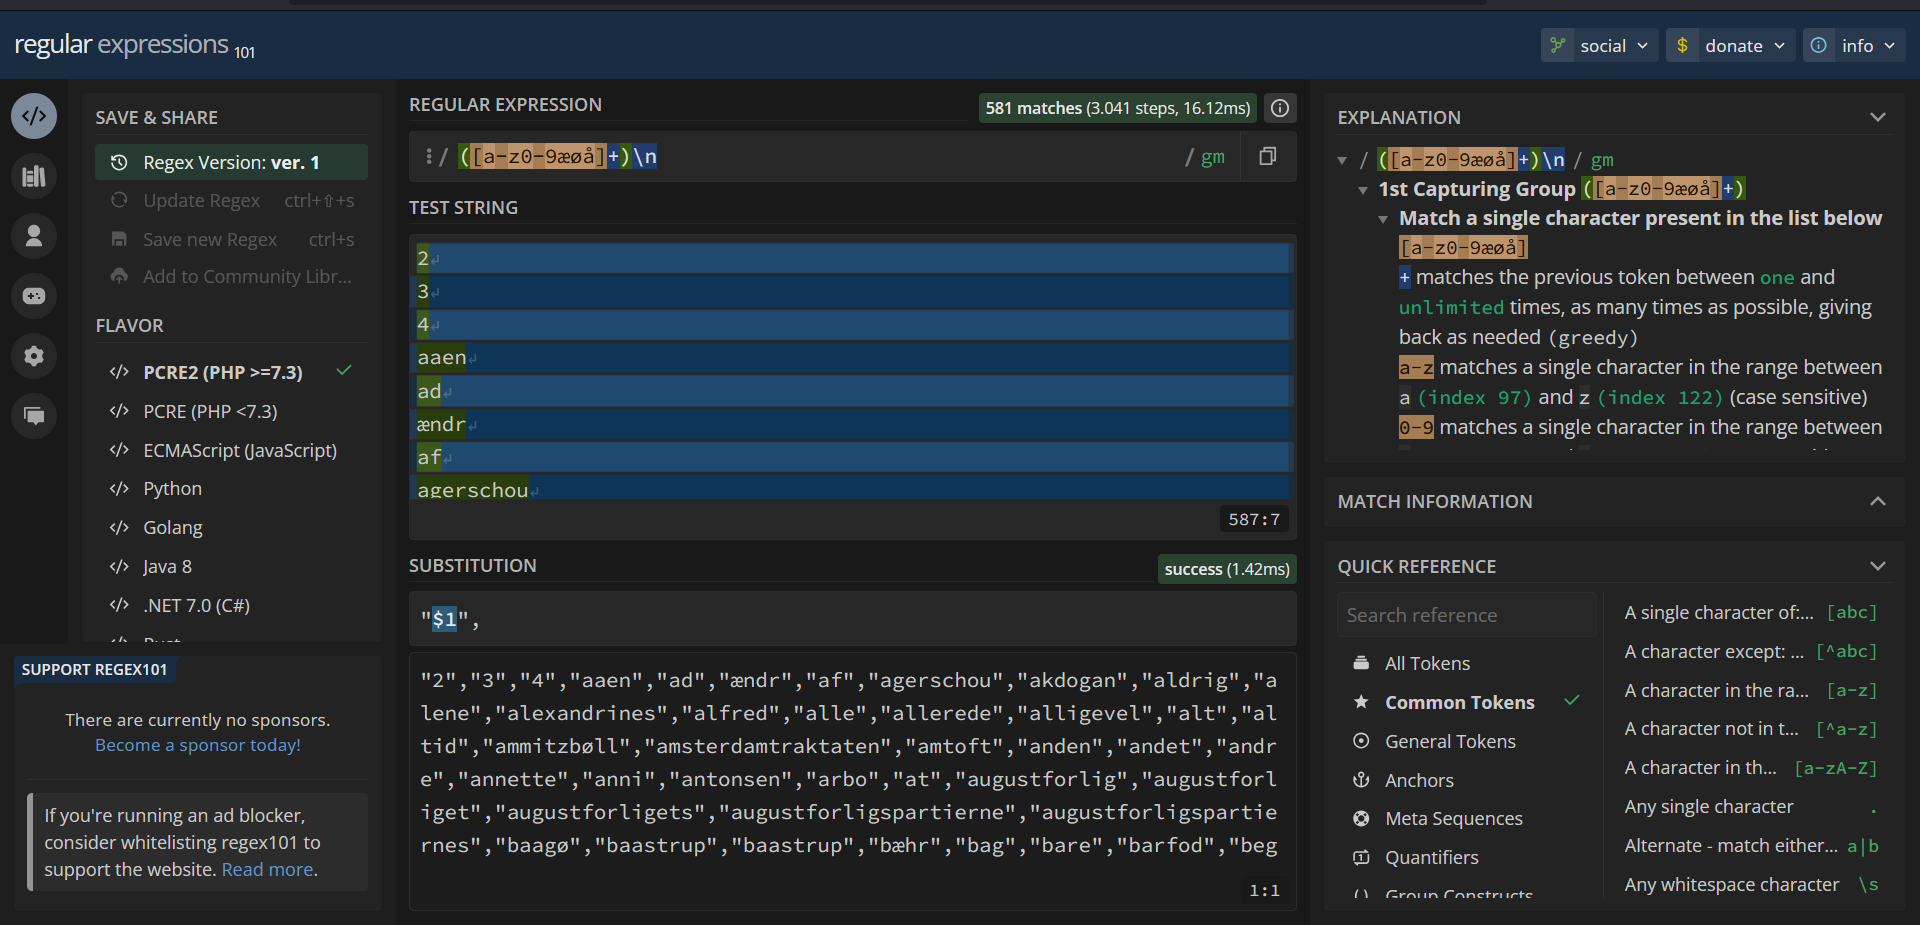 regular expressions 101
social
donate
info
SAVE & SHARE
Regex Version: ver. 1
Update Regex ctrl+⇧+s
Save new Regex ctrl+s
Add to Community Libr...
FLAVOR
PCRE2 (PHP >=7.3)
PCRE (PHP <7.3)
ECMAScript (JavaScript)
Python
Golang
Java 8
.NET 7.0 (C#)
SUPPORT REGEX101
There are currently no sponsors.
Become a sponsor today!
If you're running an ad blocker,
consider whitelisting regex101 to
support the website. Read more.
REGULAR EXPRESSION
581 matches (3.041 steps, 16.12ms)
/ ([a-z0-9æøå]+)\n / gm
TEST STRING
2
3
4
aaen
ad
ændr
af
agerschou
587:7
SUBSTITUTION
success (1.42ms)
"$1",
"2","3","4","aaen","ad","ændr","af","agerschou","akdogan","aldrig","a
lene","alexandrines","alfred","alle","allerede","alligevel","alt","al
tid","ammitzbøll","amsterdamtraktaten","amtoft","anden","andet","andr
e","annette","anni","antonsen","arbo","at","augustforlig","augustforl
iget","augustforligets","augustforligspartierne","augustforligspartie
rnes","baagø","baastrup","baastrup","bæhr","bag","bare","barfod","beg
1:1
EXPLANATION
/ ([a-z0-9æøå]+)\n / gm
1st Capturing Group ([a-z0-9æøå]+)
Match a single character present in the list below
[a-z0-9æøå]
+ matches the previous token between one and
unlimited times, as many times as possible, giving
back as needed (greedy)
a-z matches a single character in the range between
a (index 97) and z (index 122) (case sensitive)
0-9 matches a single character in the range between
MATCH INFORMATION
QUICK REFERENCE
Search reference
All Tokens
Common Tokens
General Tokens
Anchors
Meta Sequences
Quantifiers
Group Constructs
A single character of:... [abc]
A character except: ... [^abc]
A character in the ra... [a-z]
A character not in t... [^a-z]
A character in th... [a-zA-Z]
Any single character .
Alternate - match either... a|b
Any whitespace character \s